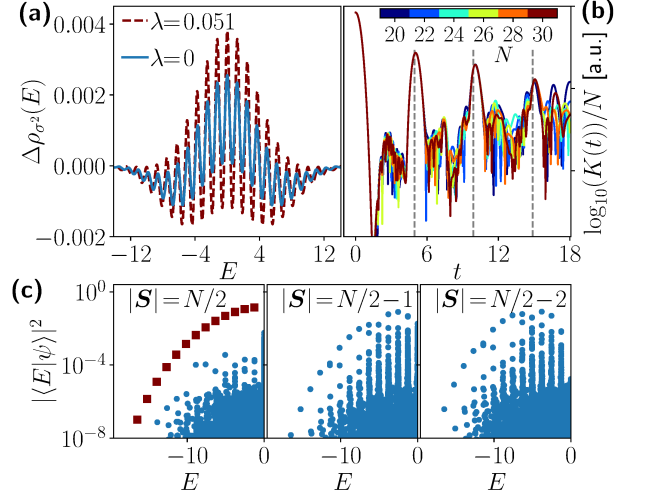 (a)
0.004
0.002
0.000
−0.002
Δρσ²(E)
λ=0.051
λ=0
−12
−4
4
12
E
(b)
20 22 24 26 28 30
N
0
6
12
18
t
log₁₀(K(t))/N [a.u.]
(c)
|⟨E|ψ⟩|²
10⁰
10⁻⁴
10⁻⁸
|S|=N/2
|S|=N/2−1
|S|=N/2−2
−10
0
−10
0
−10
0
E
E
E